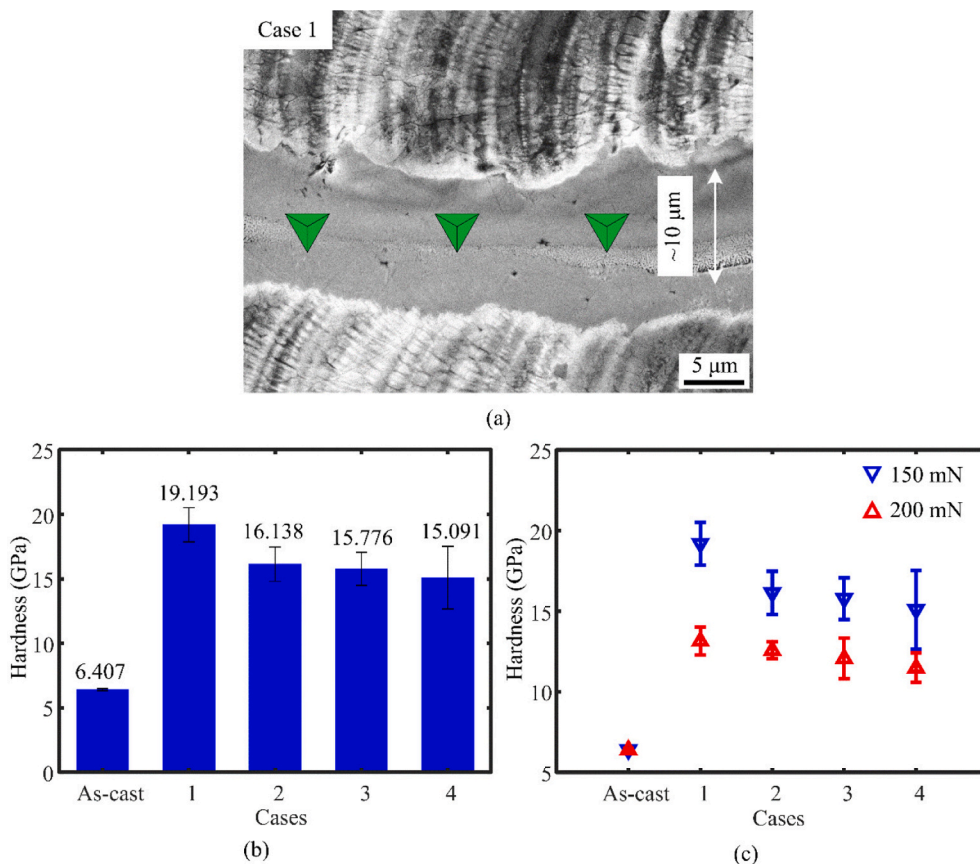 Case 1
~10 μm
5 μm
(a)
25
20
15
10
5
0
Hardness (GPa)
6.407
19.193
16.138
15.776
15.091
As-cast 1 2 3 4
Cases
(b)
25
20
15
10
5
Hardness (GPa)
150 mN
200 mN
As-cast 1 2 3 4
Cases
(c)